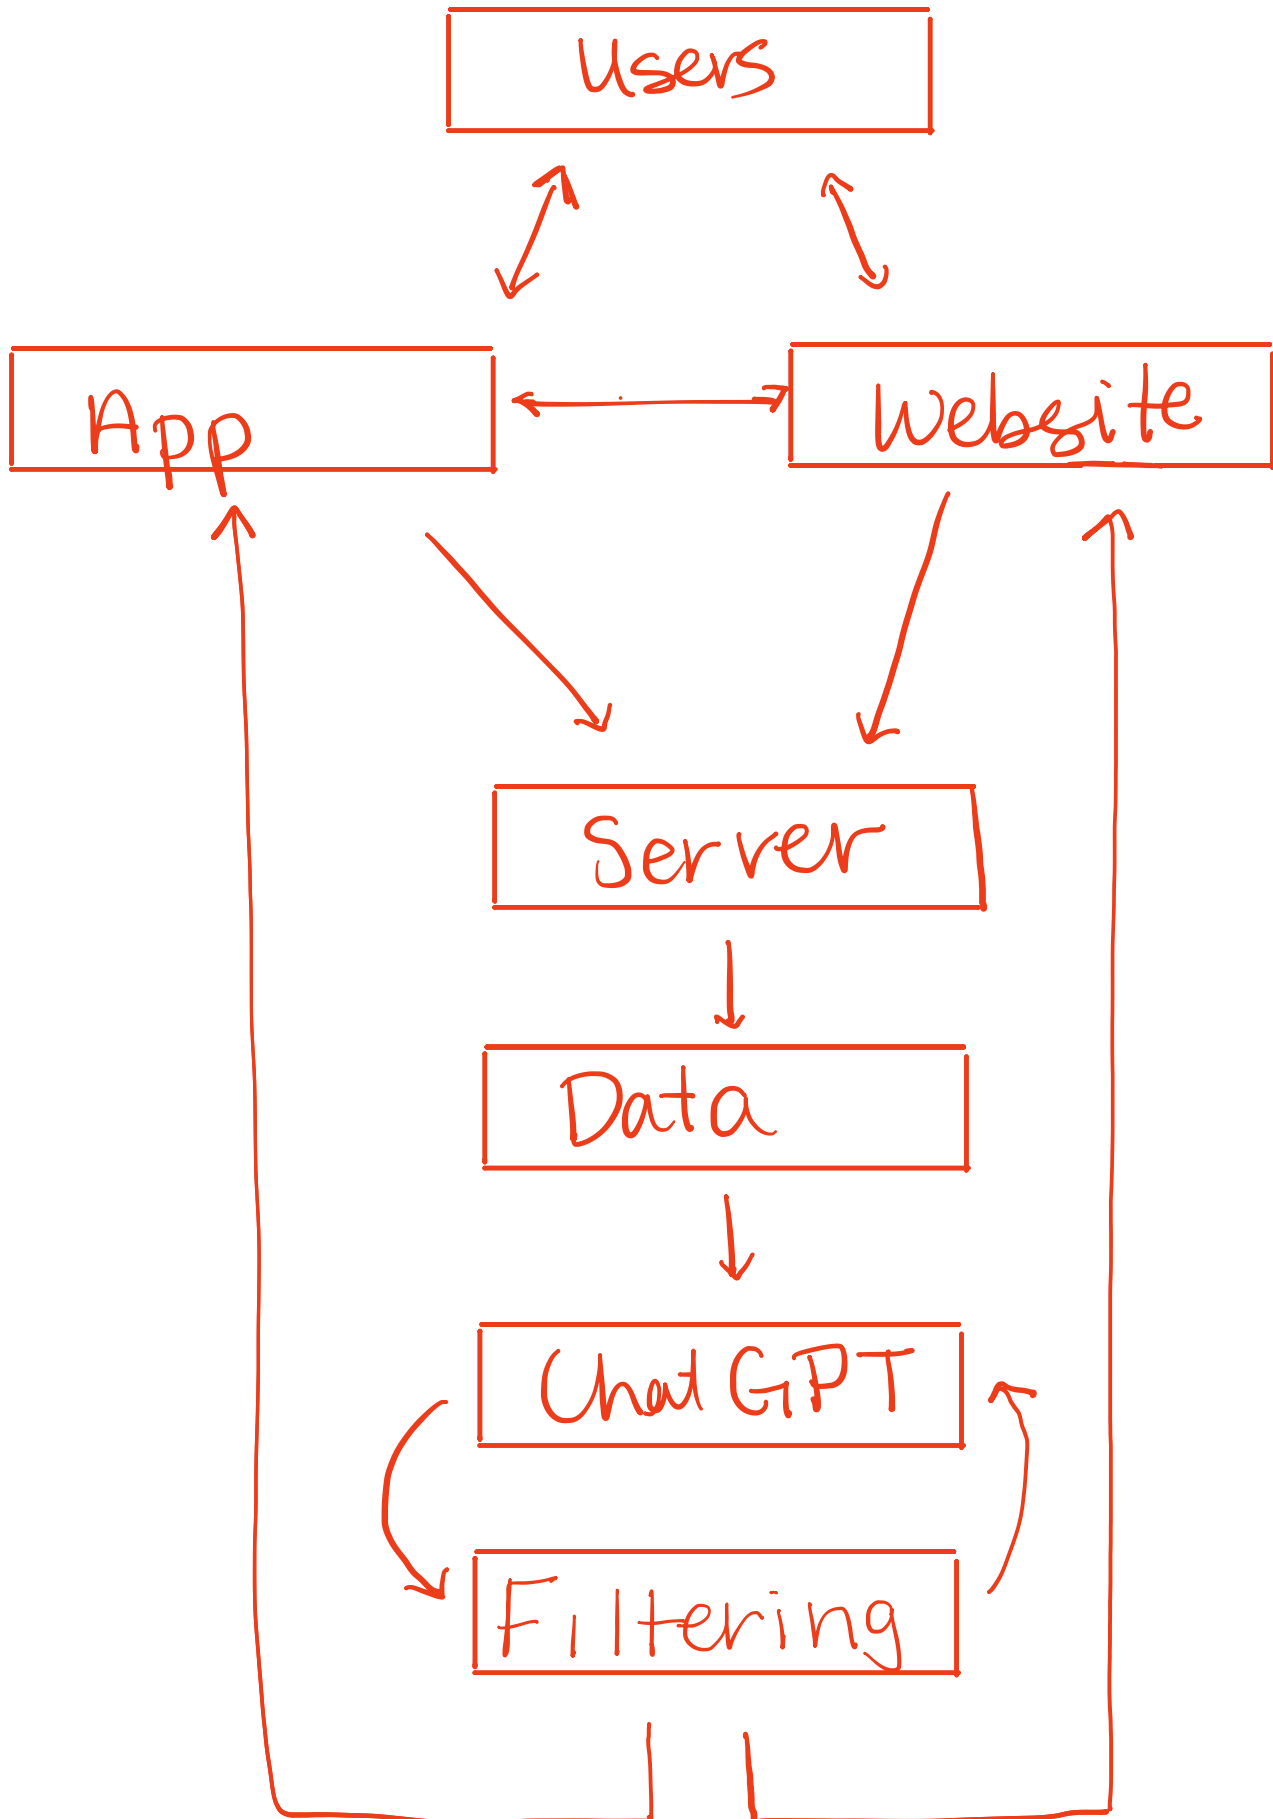 Users
App
Website
Server
Data
ChatGPT
Filtering